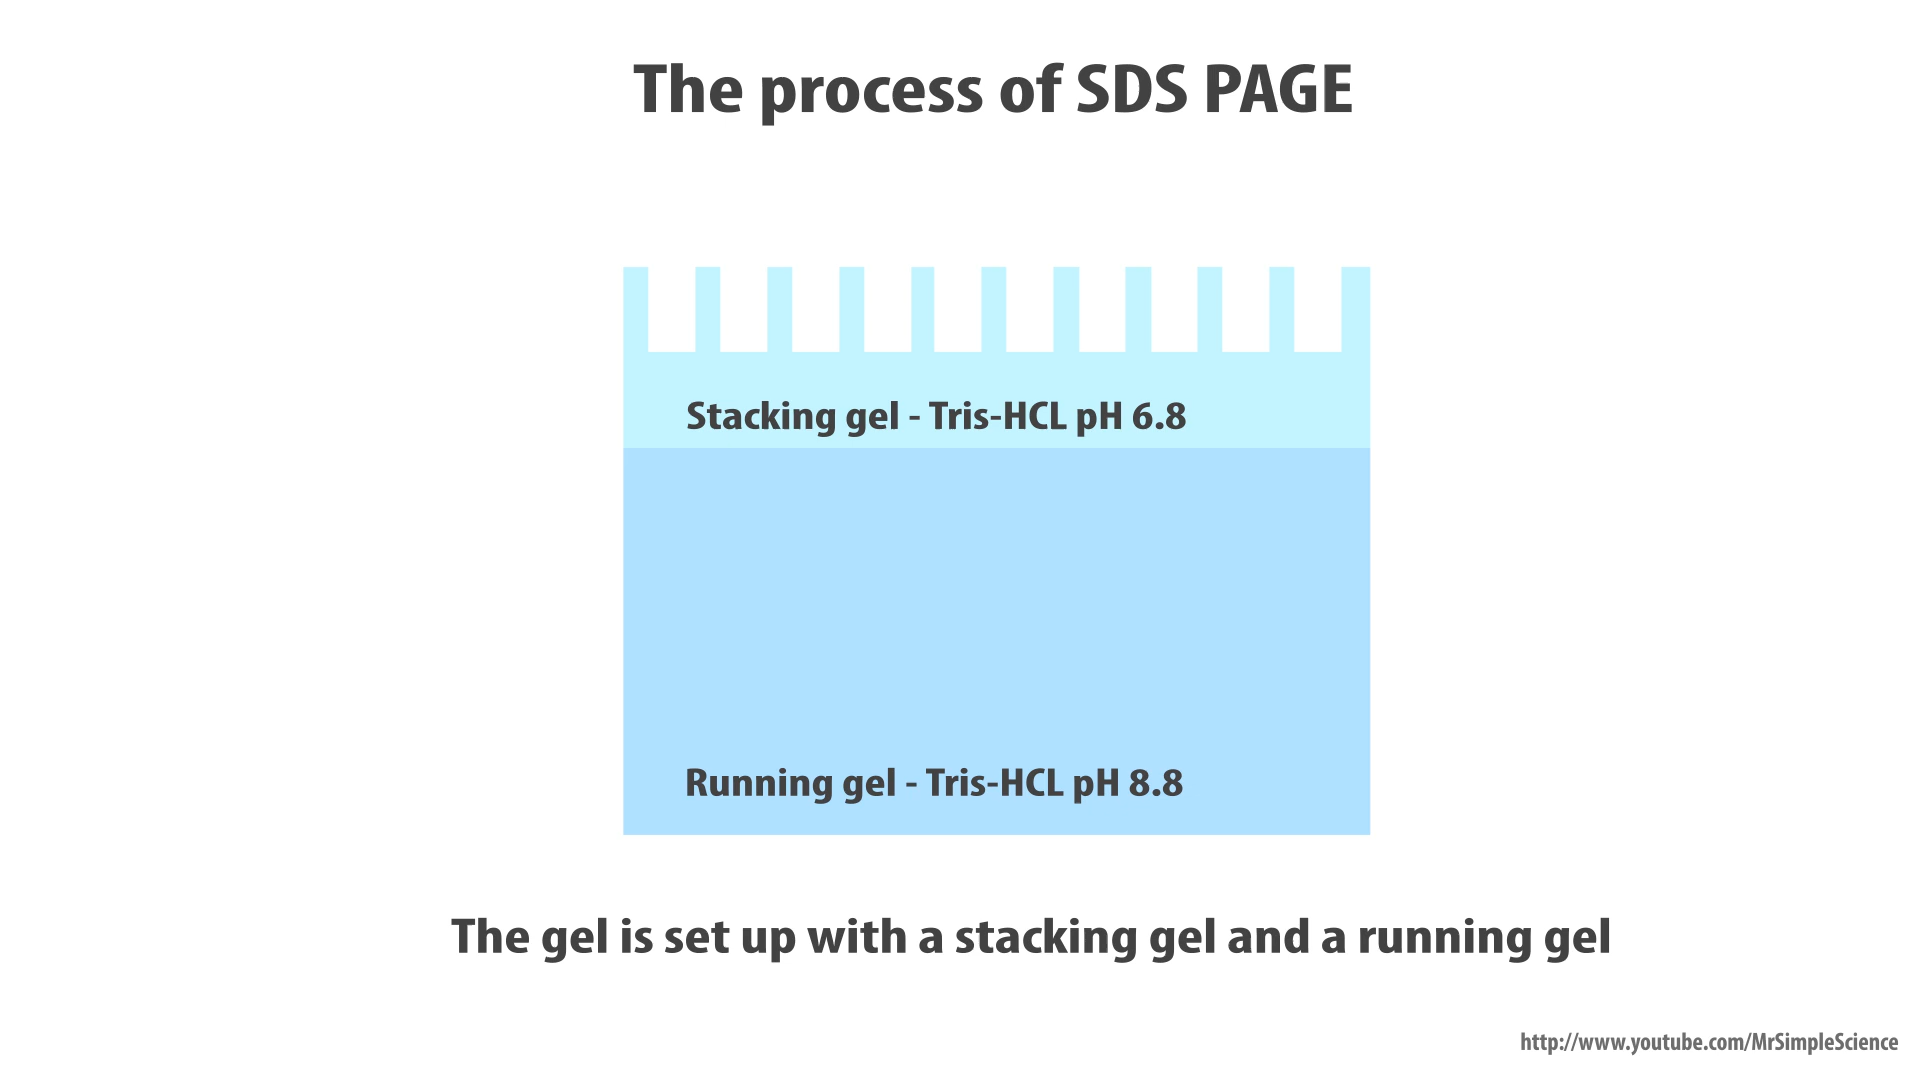 The process of SDS PAGE
Stacking gel - Tris-HCL pH 6.8
Running gel - Tris-HCL pH 8.8
The gel is set up with a stacking gel and a running gel
http://www.youtube.com/MrSimpleScience